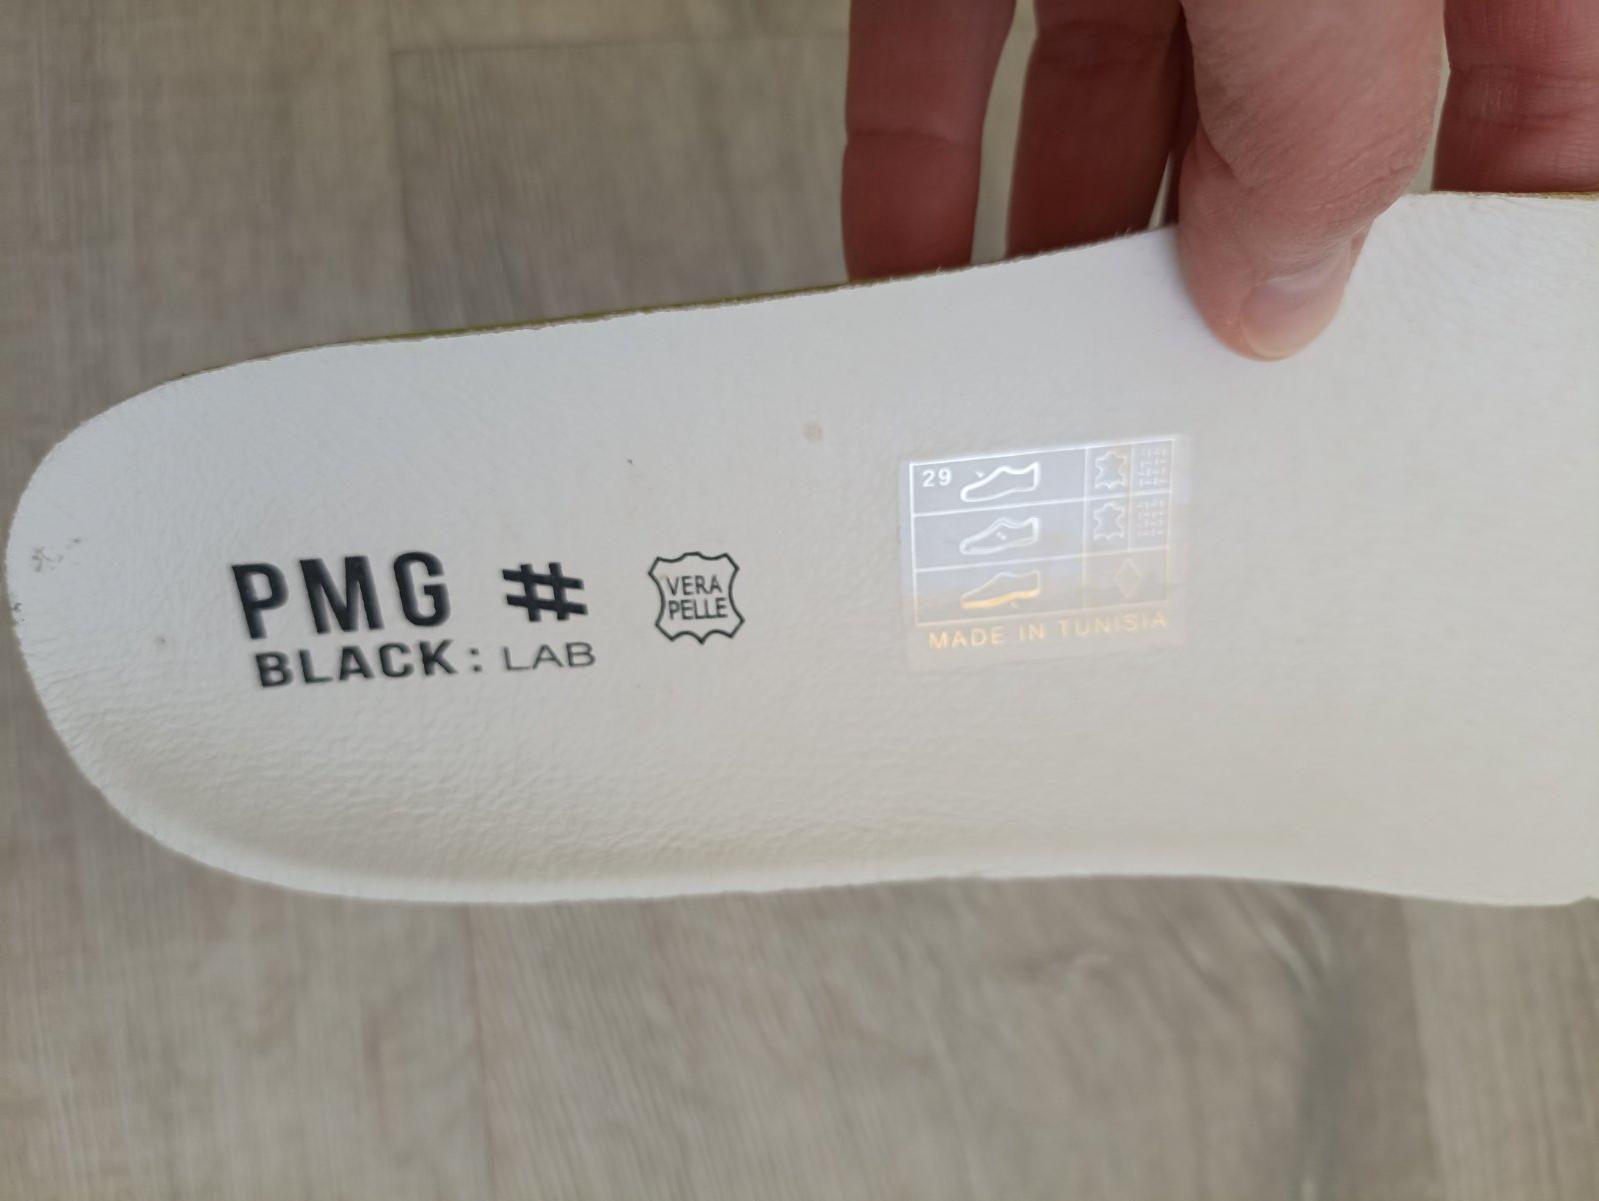 PMG #
BLACK: LAB
VERA
PELLE
29
MADE IN TUNISIA